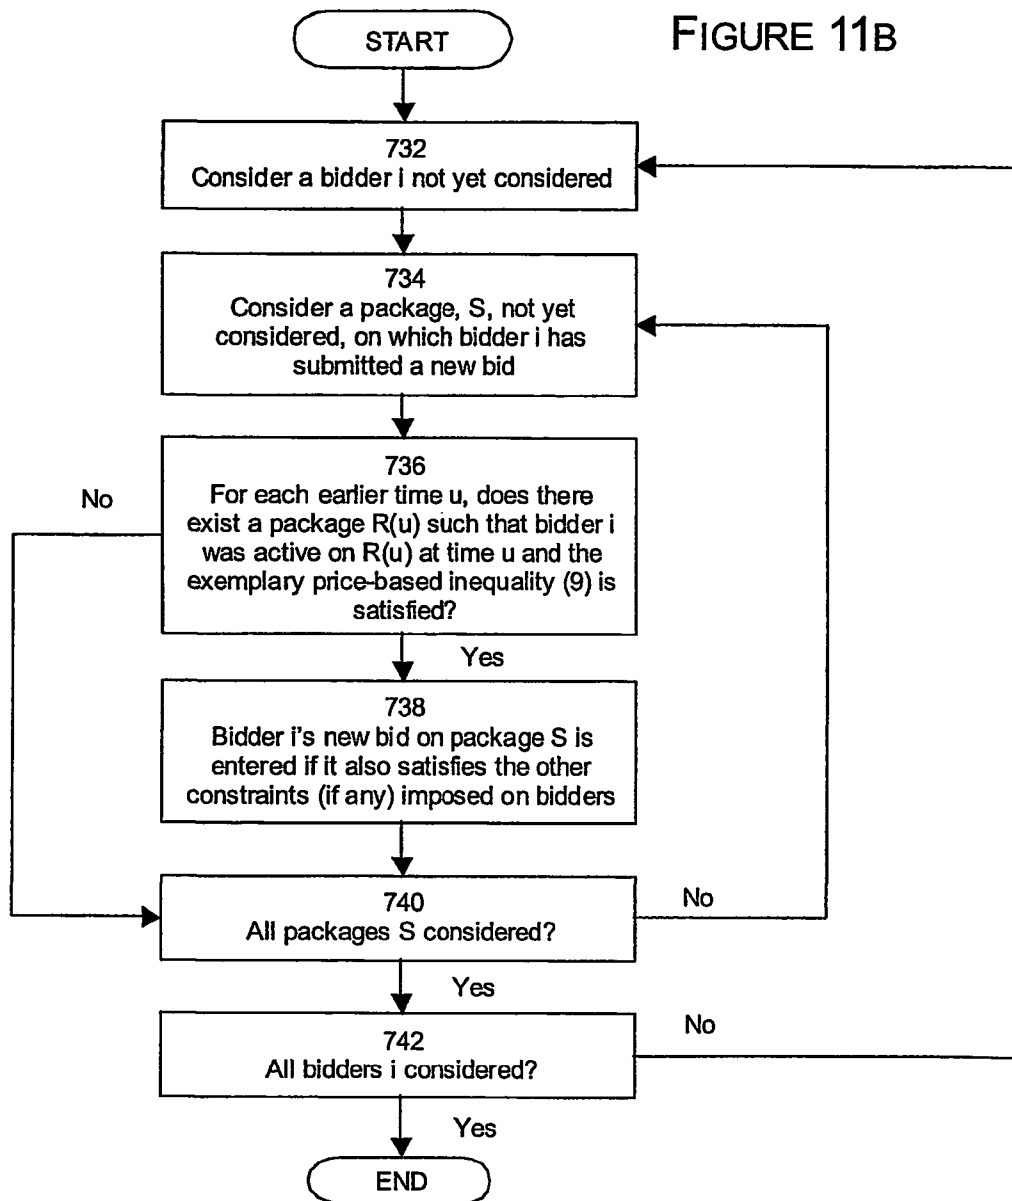 START
FIGURE 11B
732
Consider a bidder i not yet considered
734
Consider a package, S, not yet
considered, on which bidder i has
submitted a new bid
736
For each earlier time u, does there
exist a package R(u) such that bidder i
was active on R(u) at time u and the
exemplary price-based inequality (9) is
satisfied?
No
Yes
738
Bidder i's new bid on package S is
entered if it also satisfies the other
constraints (if any) imposed on bidders
740
All packages S considered?
No
Yes
742
All bidders i considered?
No
Yes
END